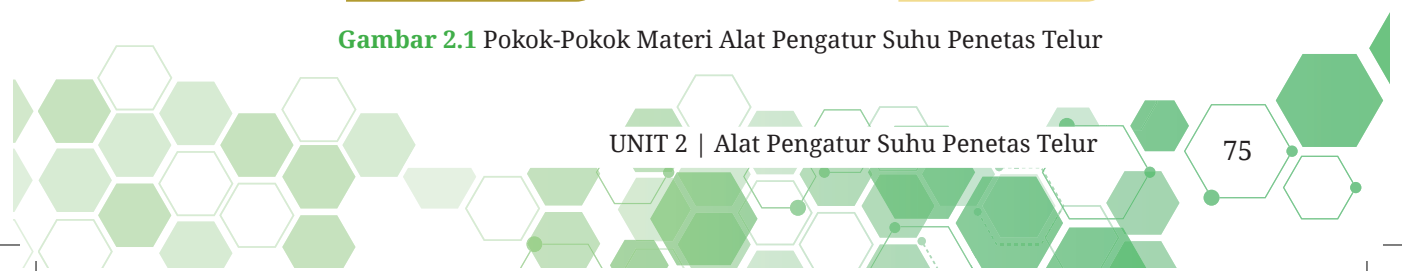 Gambar 2.1 Pokok-Pokok Materi Alat Pengatur Suhu Penetas Telur
UNIT 2 | Alat Pengatur Suhu Penetas Telur
75